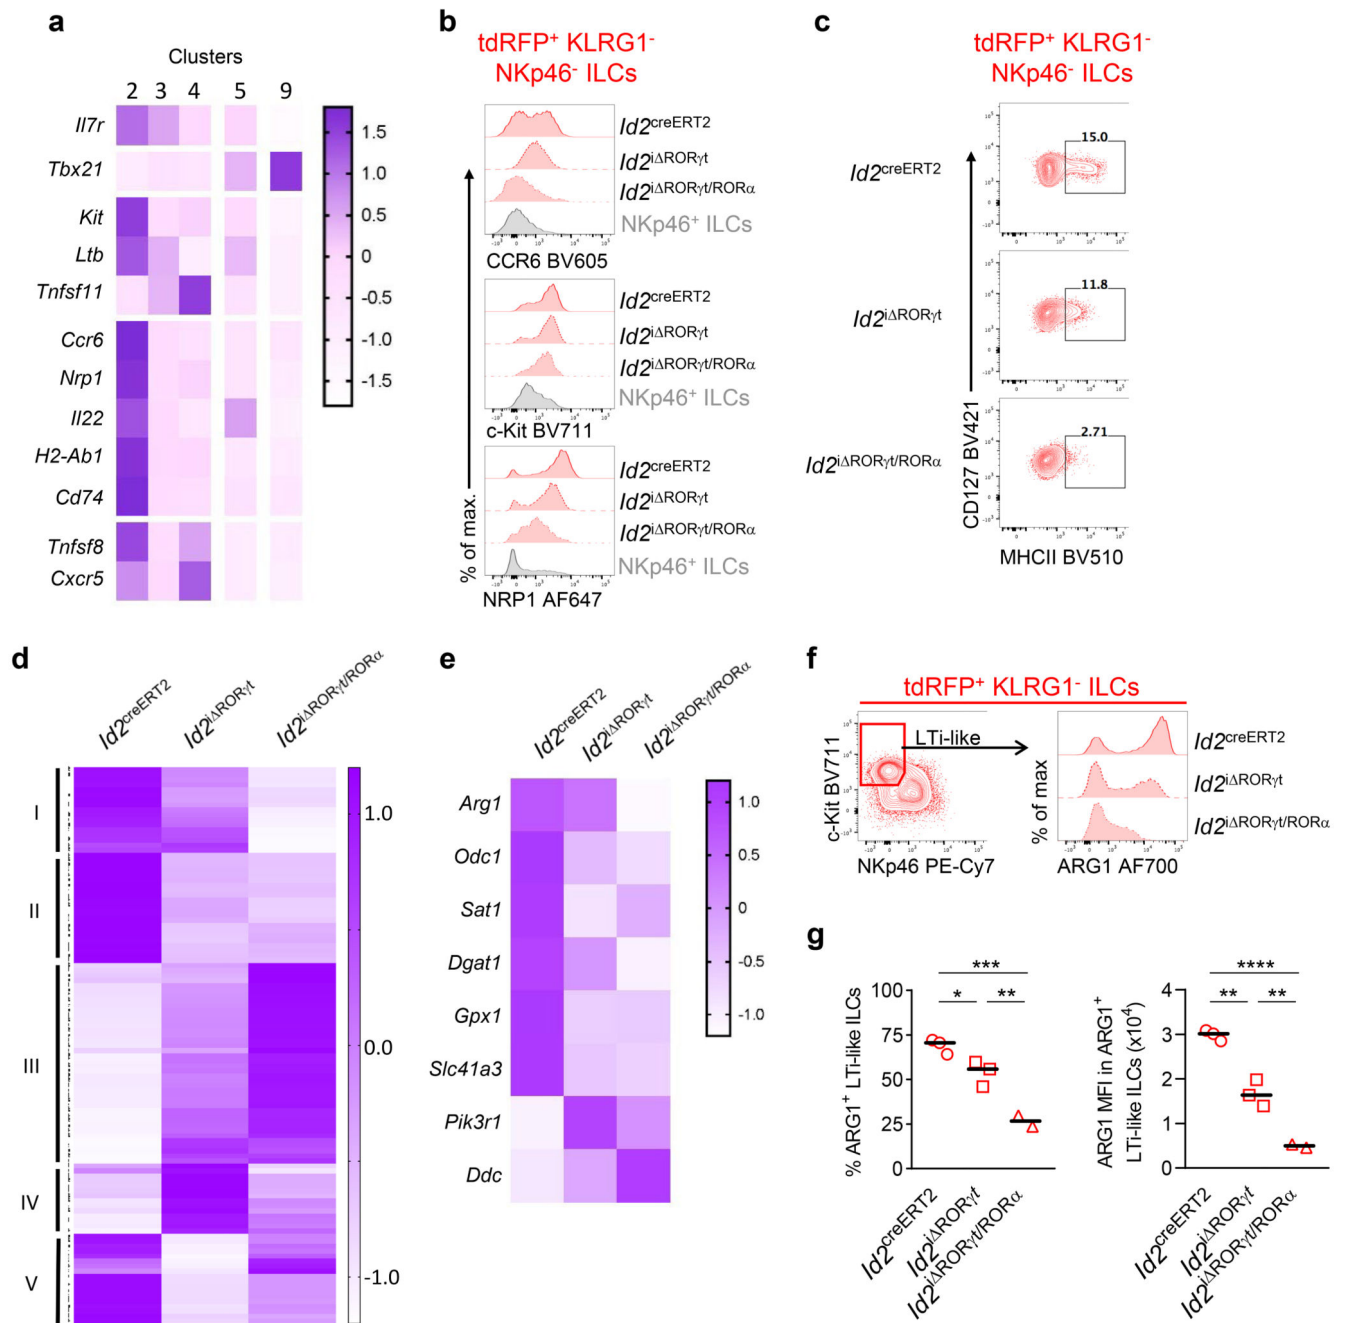 a
Clusters
2 3 4 5 9
Il7r
Tbx21
Kit
Ltb
Tnfsf11
Ccr6
Nrp1
Il22
H2-Ab1
Cd74
Tnfsf8
Cxcr5
1.5
1.0
0.5
0
-0.5
-1.0
-1.5
b
tdRFP⁺ KLRG1⁻
NKp46⁻ ILCs
Id2creERT2
Id2iΔRORγt
Id2iΔRORγt/RORα
NKp46⁺ ILCs
CCR6 BV605
Id2creERT2
Id2iΔRORγt
Id2iΔRORγt/RORα
NKp46⁺ ILCs
c-Kit BV711
Id2creERT2
Id2iΔRORγt
Id2iΔRORγt/RORα
NKp46⁺ ILCs
NRP1 AF647
% of max.
c
tdRFP⁺ KLRG1⁻
NKp46⁻ ILCs
Id2creERT2
15.0
Id2iΔRORγt
11.8
Id2iΔRORγt/RORα
2.71
CD127 BV421
MHCII BV510
d
Id2creERT2
Id2iΔRORγt
Id2iΔRORγt/RORα
I
II
III
IV
V
1.0
0.0
-1.0
e
Id2creERT2
Id2iΔRORγt
Id2iΔRORγt/RORα
Arg1
Odc1
Sat1
Dgat1
Gpx1
Slc41a3
Pik3r1
Ddc
1.0
0.5
0
-0.5
-1.0
f
tdRFP⁺ KLRG1⁻ ILCs
LTi-like
c-Kit BV711
NKp46 PE-Cy7
% of max
Id2creERT2
Id2iΔRORγt
Id2iΔRORγt/RORα
ARG1 AF700
g
% ARG1⁺ LTi-like ILCs
100
75
50
25
0
***
* **
Id2creERT2
Id2iΔRORγt
Id2iΔRORγt/RORα
ARG1 MFI in ARG1⁺
LTi-like ILCs (x10⁴)
4
3
2
1
0
****
** **
Id2creERT2
Id2iΔRORγt
Id2iΔRORγt/RORα